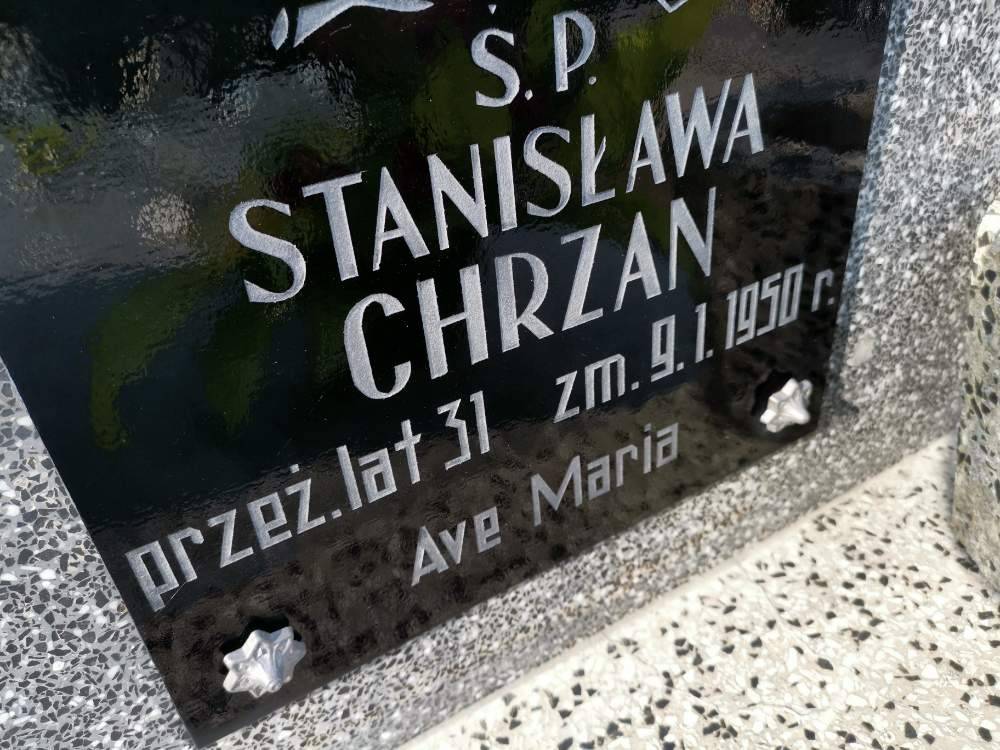 Ś.P.
STANISŁAWA
CHRZAN
przeż. lat 31 zm. 9. 1. 1950 r.
Ave Maria